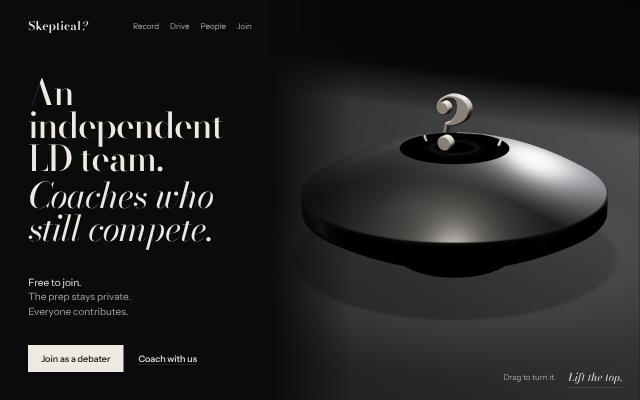 Skeptical?
Record Drive People Join
An
independent
LD team.
Coaches who
still compete.
Free to join.
The prep stays private.
Everyone contributes.
Join as a debater Coach with us
?
Drag to turn it. Lift the top.